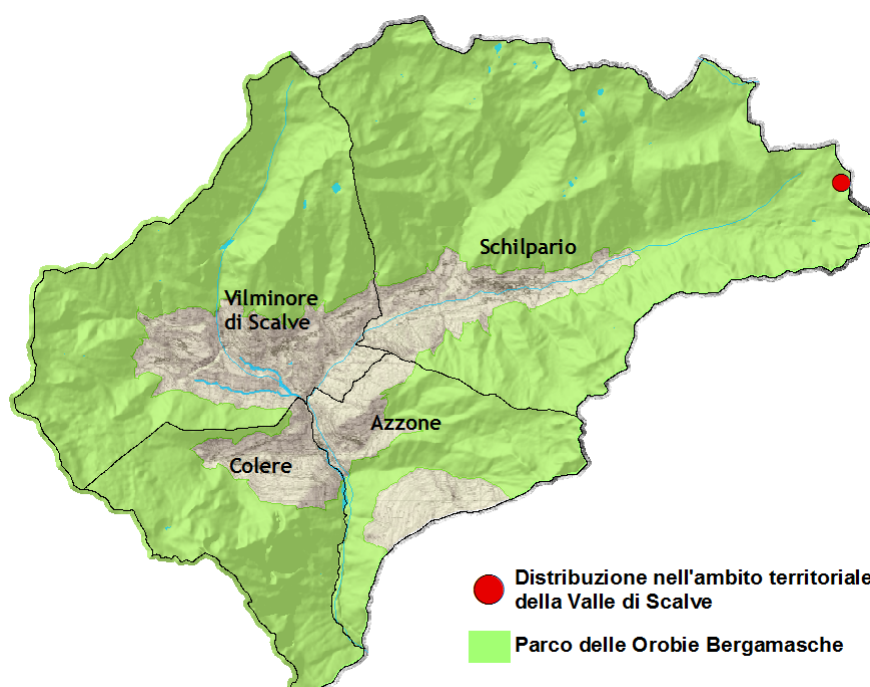 Schilpario
Vilminore
di Scalve
Azzone
Colere
Distribuzione nell'ambito territoriale
della Valle di Scalve
Parco delle Orobie Bergamasche